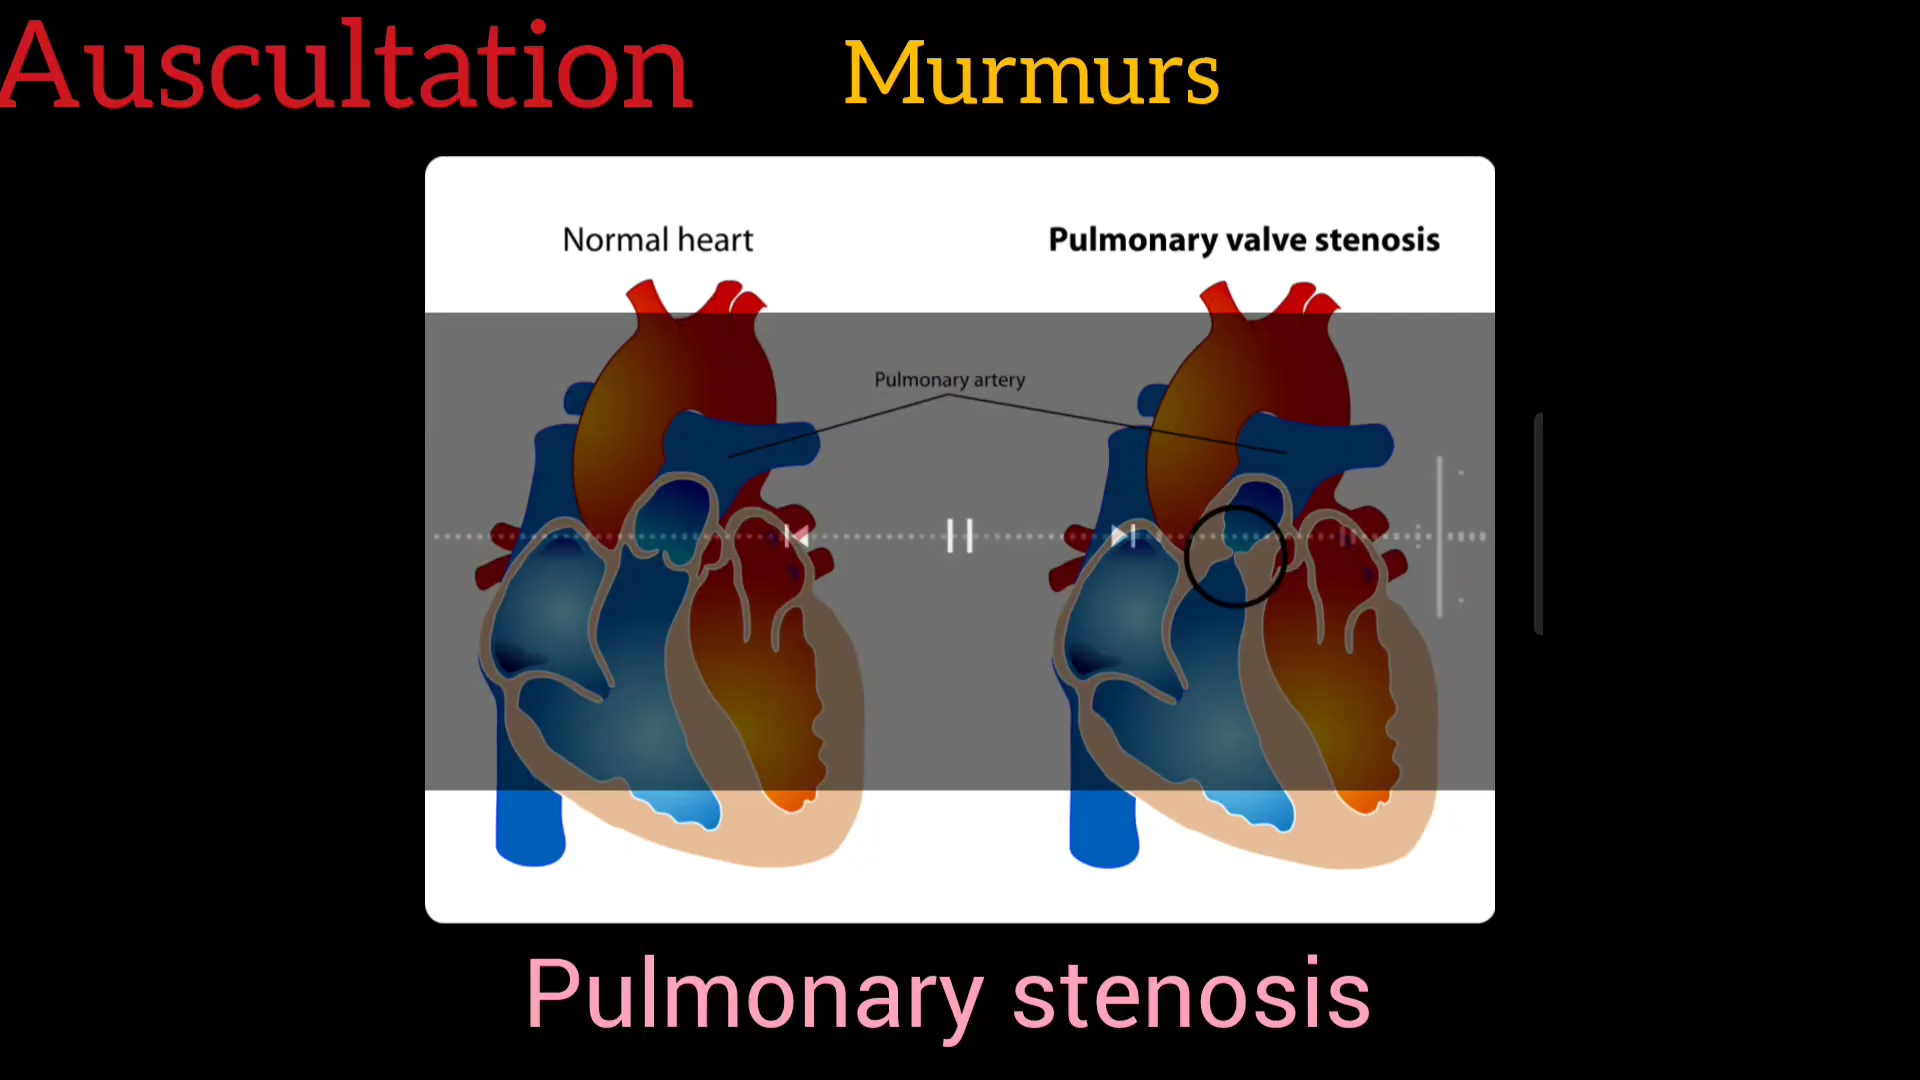 Auscultation
Murmurs
Normal heart
Pulmonary valve stenosis
Pulmonary artery
Pulmonary stenosis